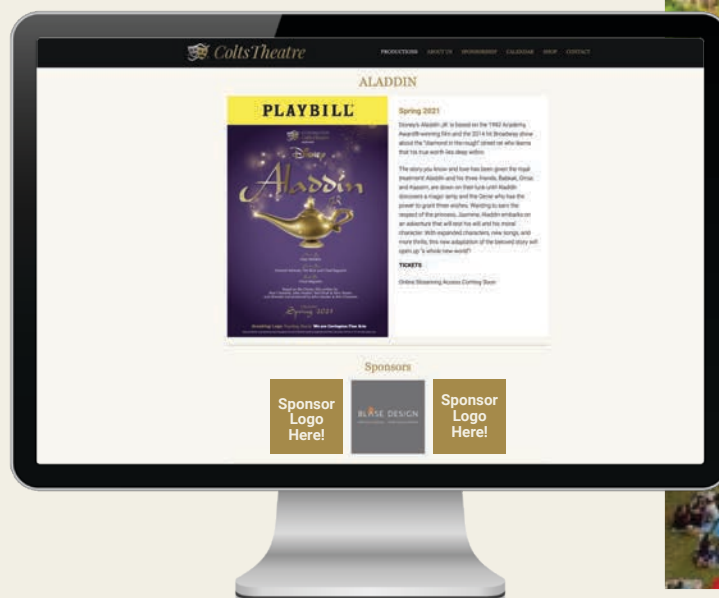 Colts Theatre
PRODUCTIONS ABOUT US SPONSORSHIP CALENDAR SHOP CONTACT
ALADDIN
PLAYBILL
Disney
Aladdin
JR.
Spring 2021
Spring 2021
Disney's Aladdin JR. is based on the 1992 Academy
Award®-winning film and the 2014 hit Broadway show
about the "diamond in the rough" street rat who learns
that his true worth lies deep within.
The story you know and love has been given the royal
treatment! Aladdin and his three friends, Babkak, Omar,
and Kassim, are down on their luck until Aladdin
discovers a magic lamp and the Genie who has the
power to grant three wishes. Wanting to earn the
respect of the princess, Jasmine, Aladdin embarks on
an adventure that will test his will and his moral
character. With expanded characters, new songs, and
more thrills, this new adaptation of the beloved story will
open up "a whole new world"!
TICKETS
Online Streaming Access Coming Soon
Sponsors
Sponsor
Logo
Here!
BLASE DESIGN
Sponsor
Logo
Here!